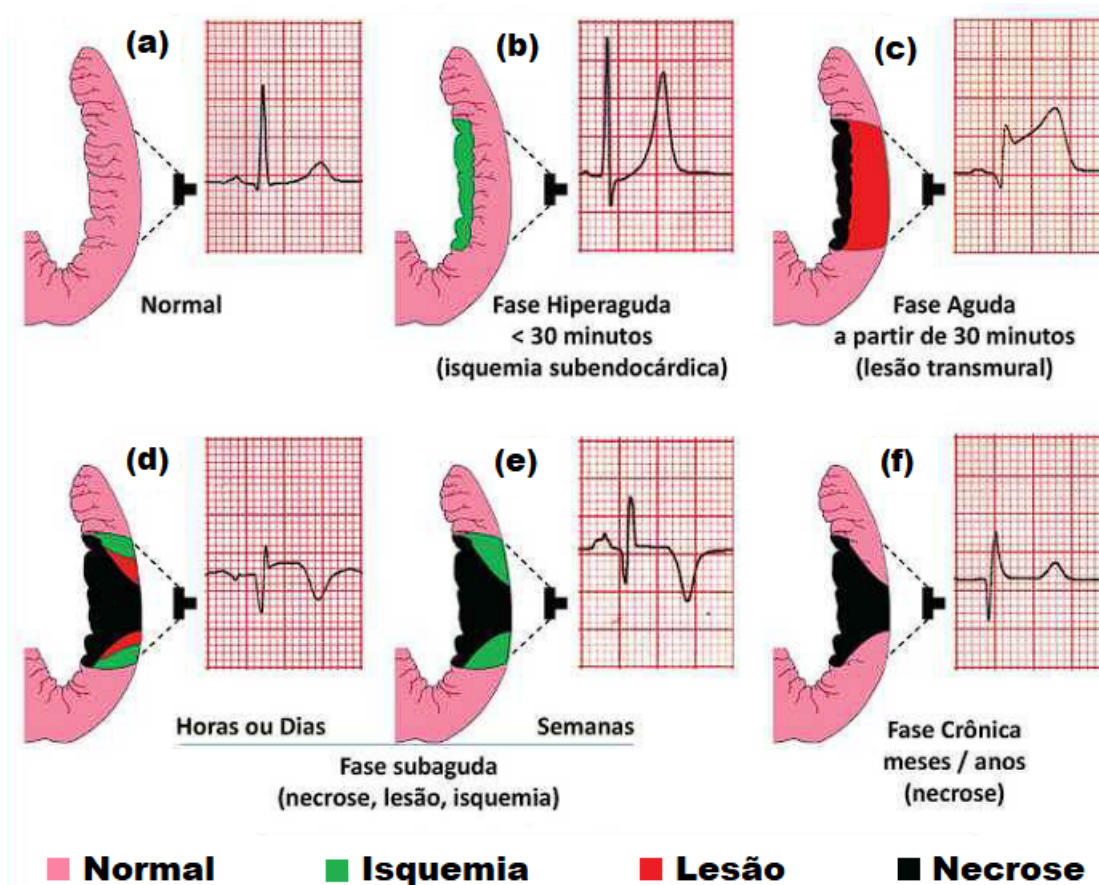 (a)
Normal
(b)
Fase Hiperaguda
< 30 minutos
(isquemia subendocárdica)
(c)
Fase Aguda
a partir de 30 minutos
(lesão transmural)
(d)
Horas ou Dias
(e)
Semanas
Fase subaguda
(necrose, lesão, isquemia)
(f)
Fase Crônica
meses / anos
(necrose)
Normal
Isquemia
Lesão
Necrose